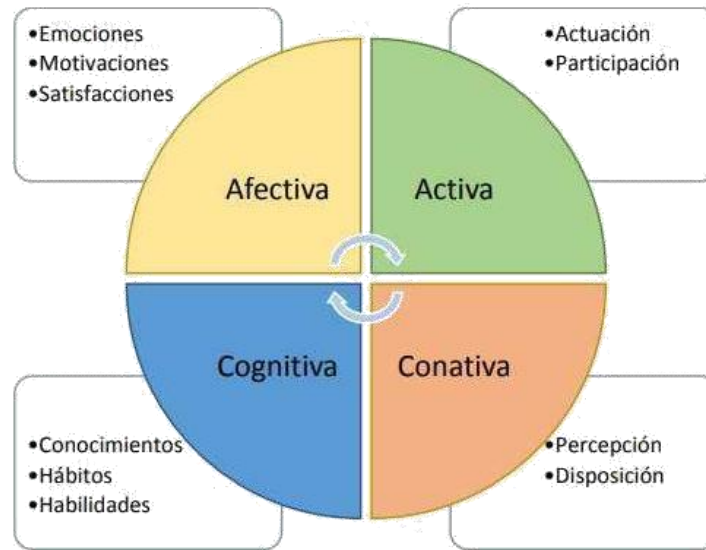 •Emociones
•Motivaciones
•Satisfacciones
•Actuación
•Participación
Afectiva
Activa
Cognitiva
Conativa
•Conocimientos
•Hábitos
•Habilidades
•Percepción
•Disposición